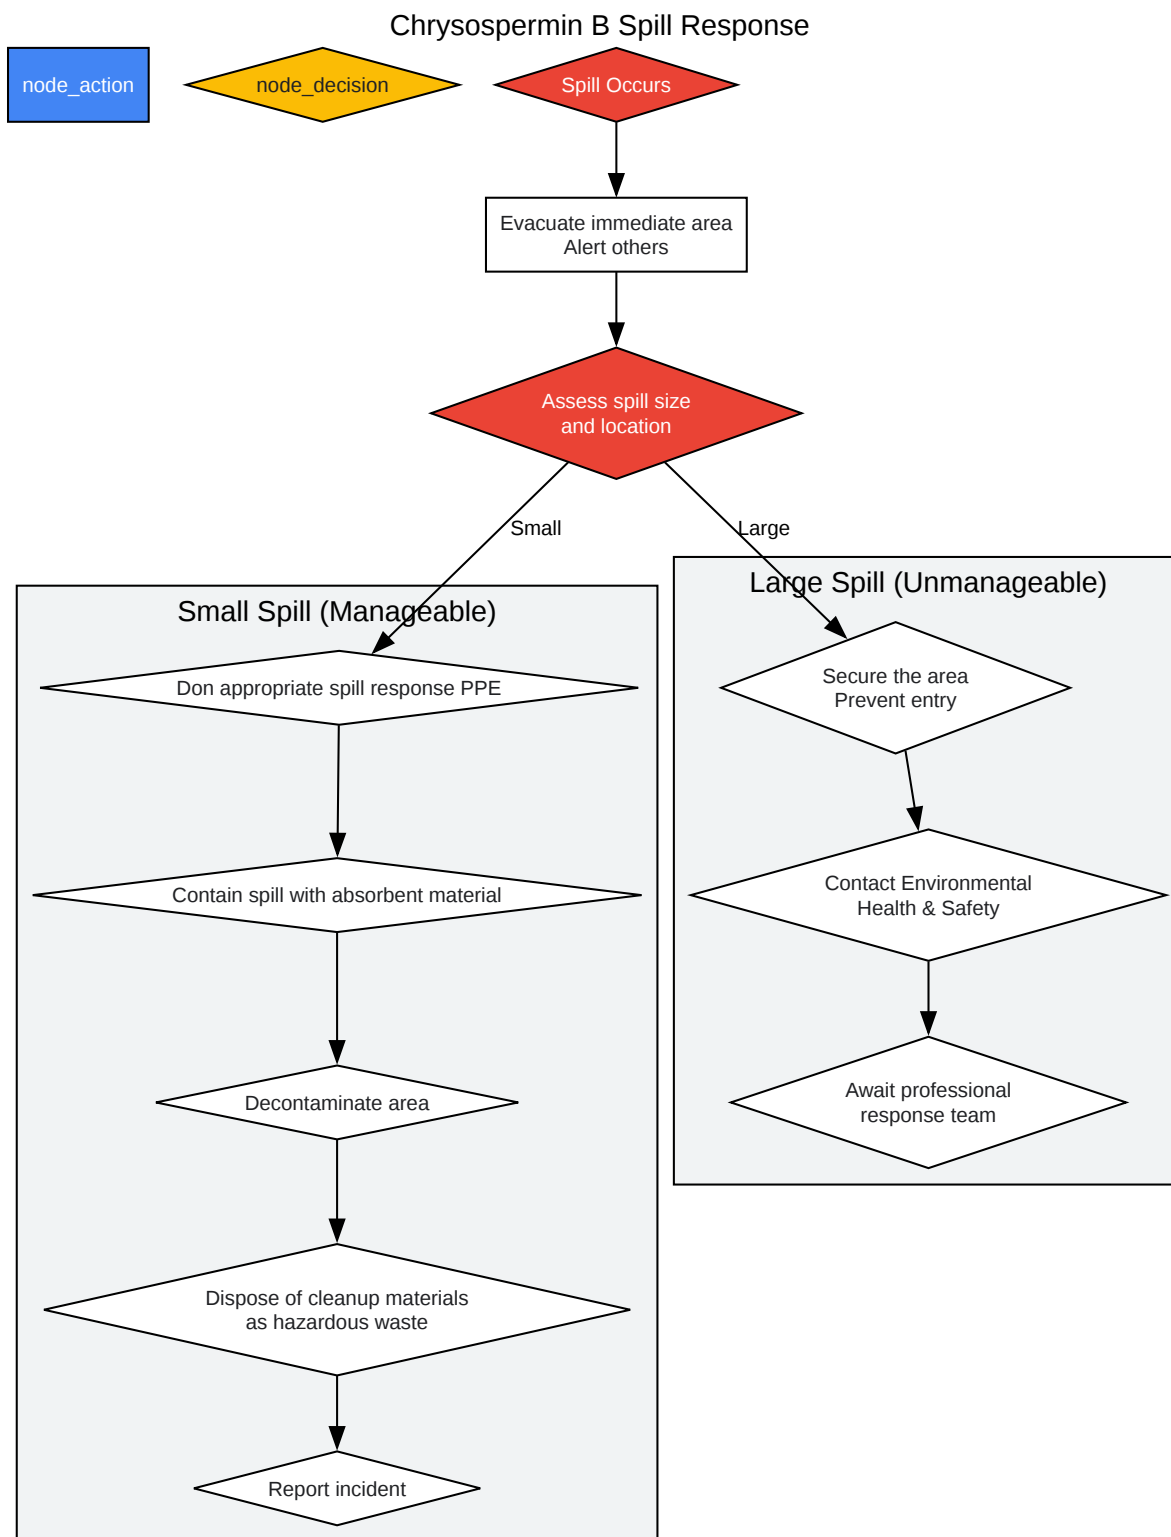 Chrysospermin B Spill Response
node_action
node_decision
Spill Occurs
Evacuate immediate area
Alert others
Assess spill size
and location
Small
Large
Small Spill (Manageable)
Don appropriate spill response PPE
Contain spill with absorbent material
Decontaminate area
Dispose of cleanup materials
as hazardous waste
Report incident
Large Spill (Unmanageable)
Secure the area
Prevent entry
Contact Environmental
Health & Safety
Await professional
response team